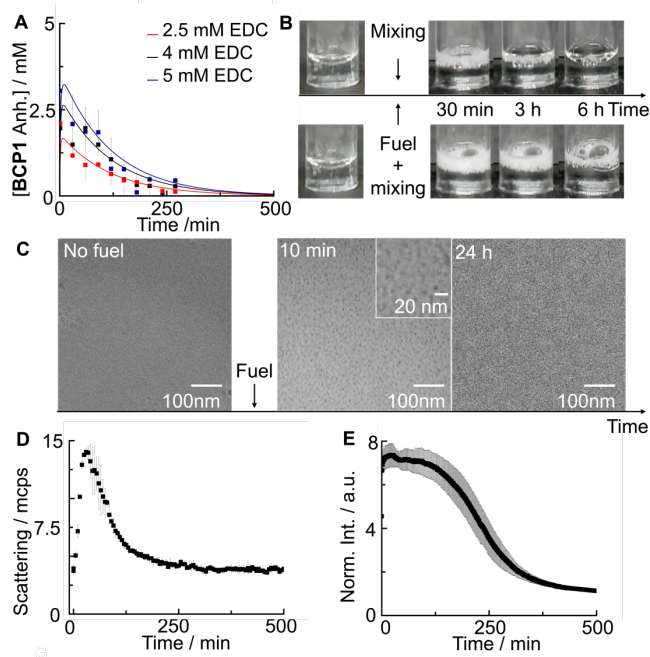 A
5
2.5
0
[BCP1 Anh.] / mM
2.5 mM EDC
4 mM EDC
5 mM EDC
0
250
500
Time /min
B
Mixing
30 min
3 h
6 h
Time
Fuel
+
mixing
C
No fuel
100nm
Fuel
10 min
20 nm
100nm
24 h
100nm
Time
D
15
7.5
0
Scattering / mcps
0
250
500
Time / min
E
8
4
0
Norm. Int. / a.u.
0
250
500
Time / min